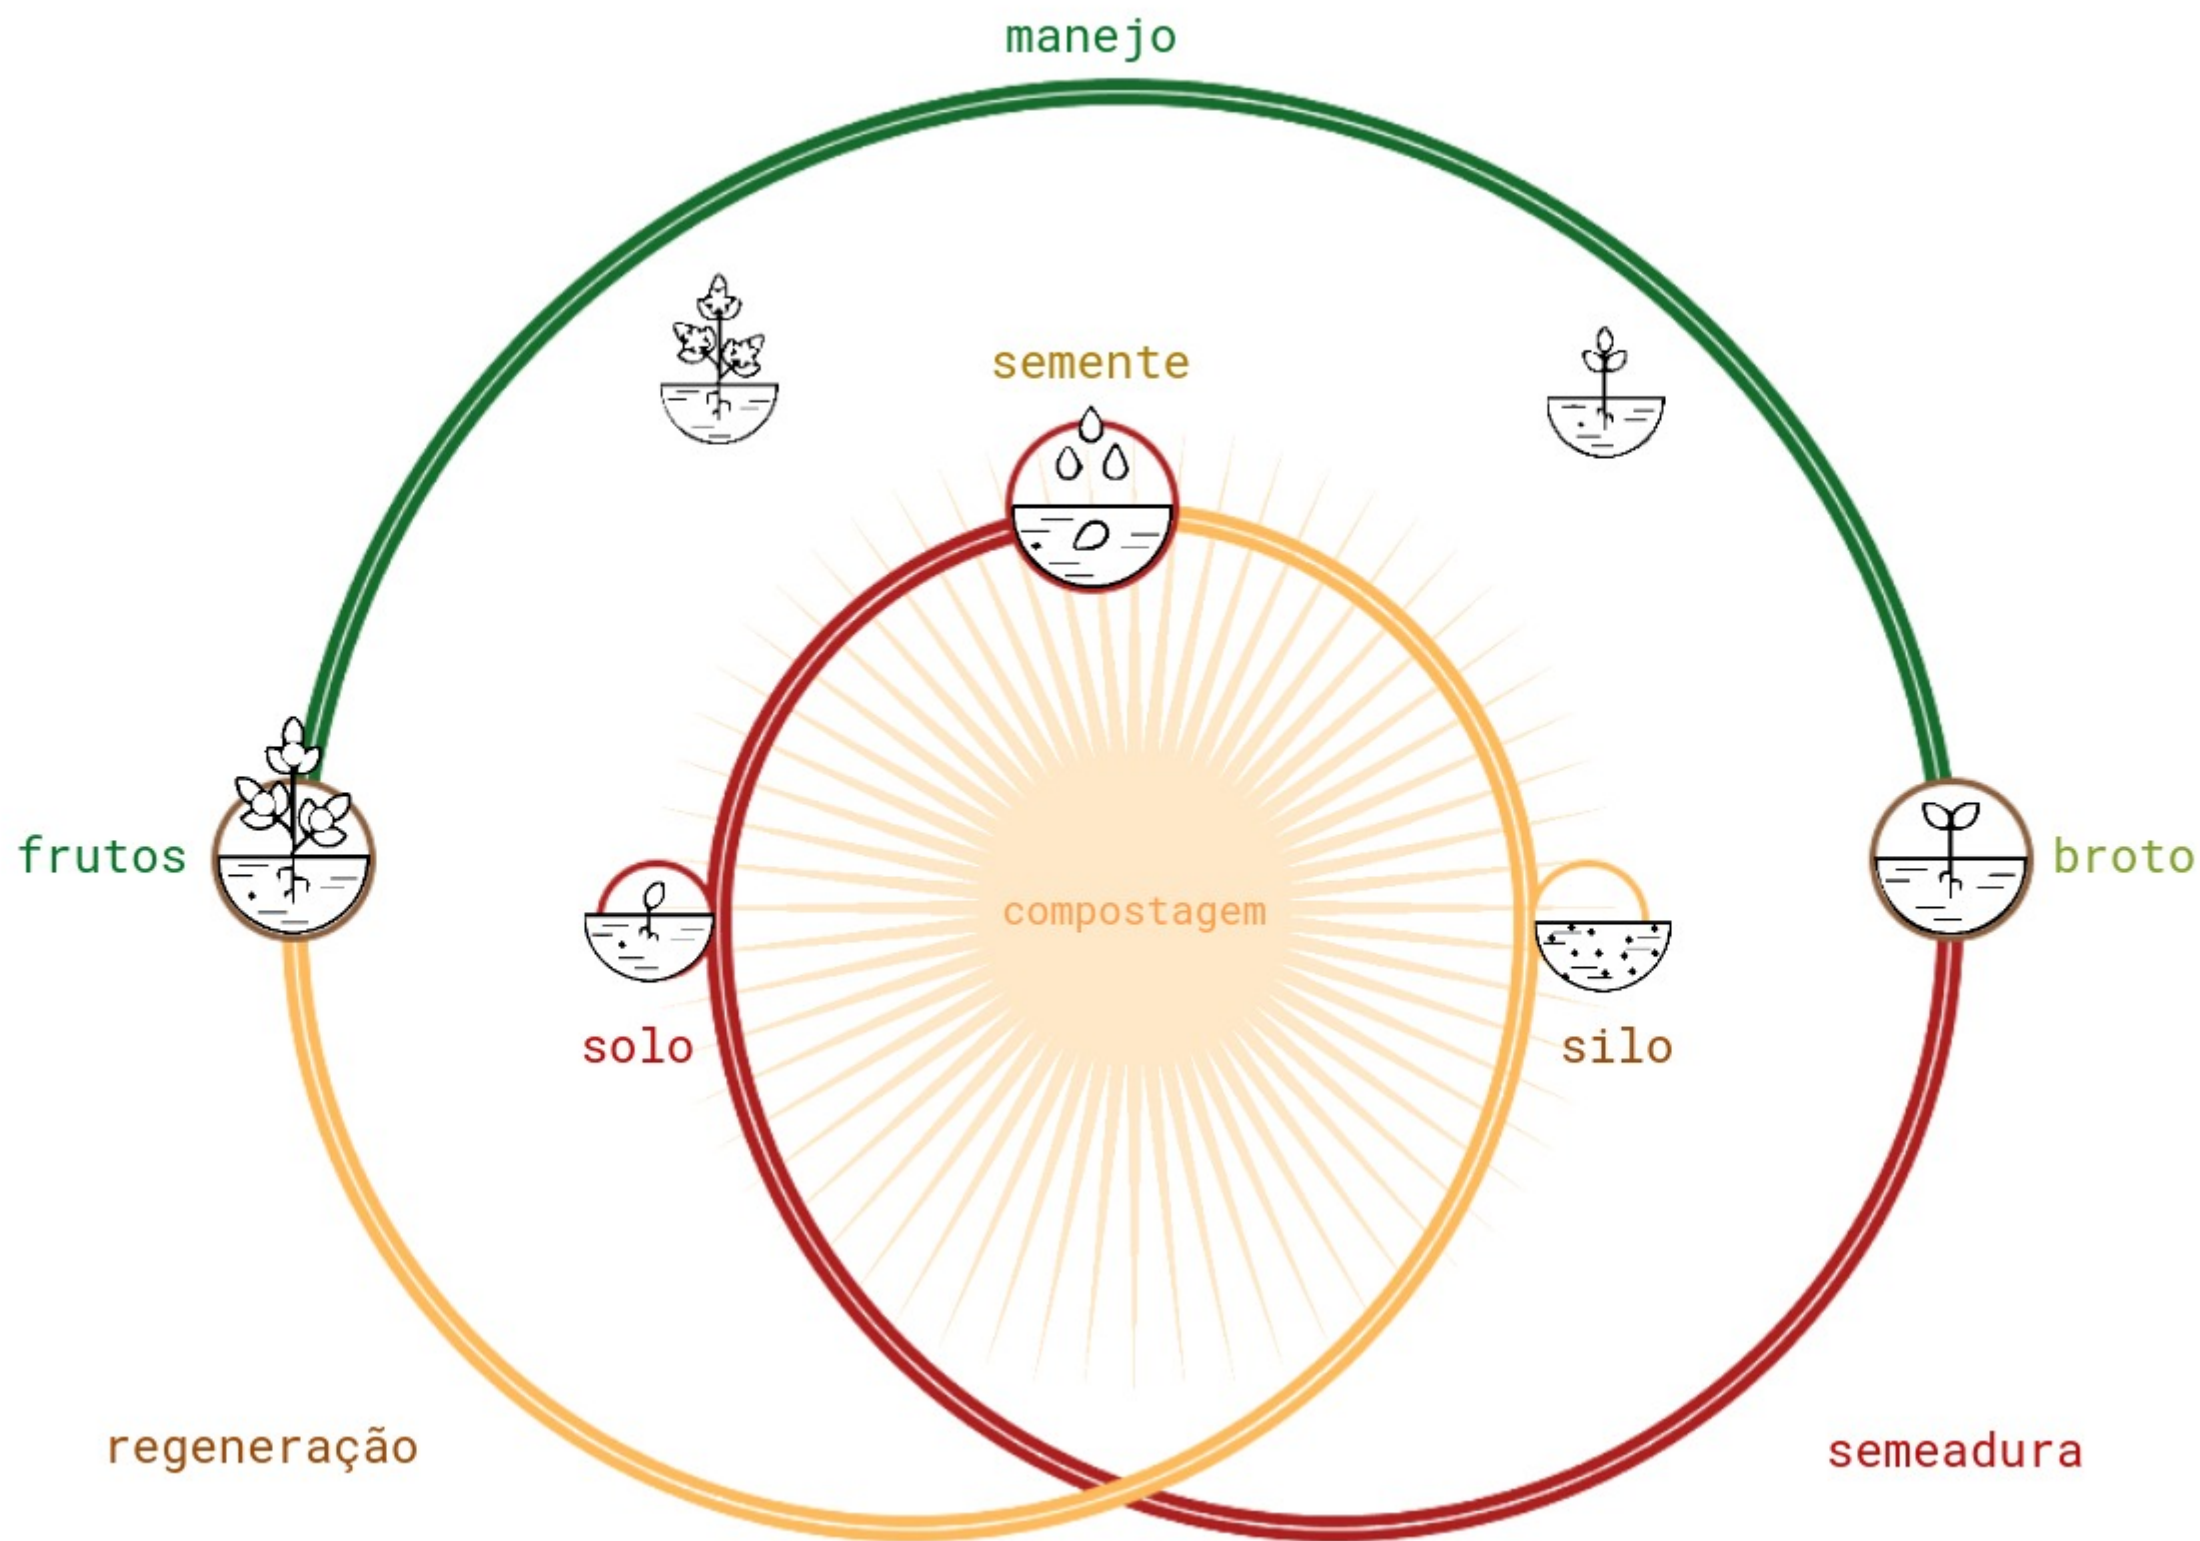 manejo
semente
frutos
broto
compostagem
solo
silo
regeneração
semeadura